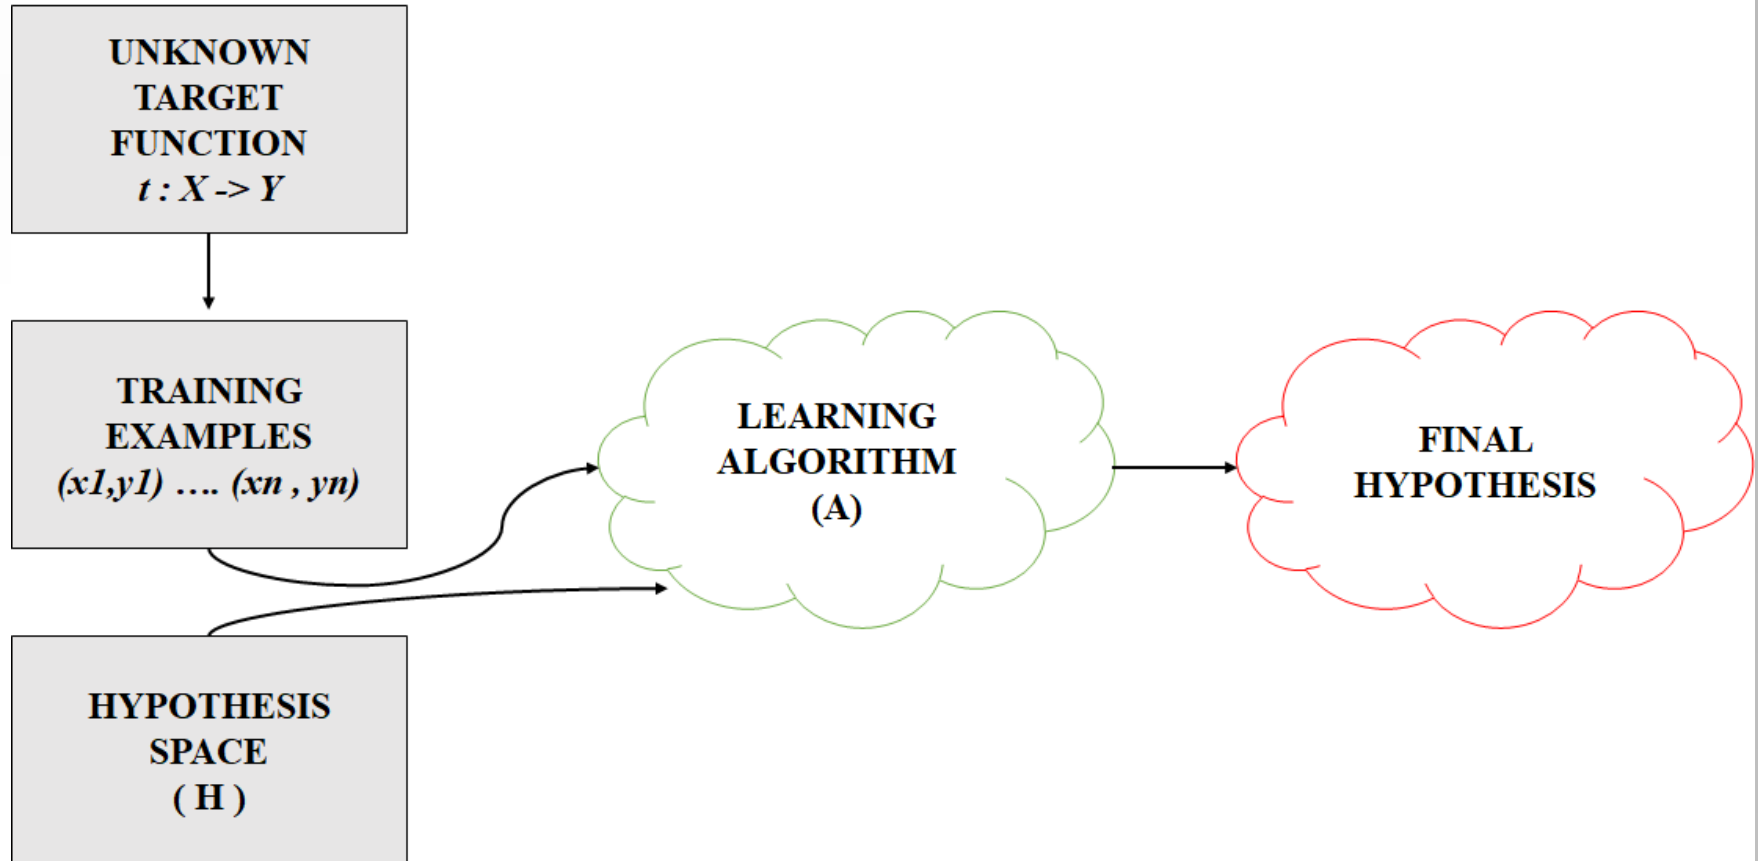 UNKNOWN
TARGET
FUNCTION
t : X -> Y
TRAINING
EXAMPLES
(x1,y1) .... (xn , yn)
HYPOTHESIS
SPACE
( H )
LEARNING
ALGORITHM
(A)
FINAL
HYPOTHESIS